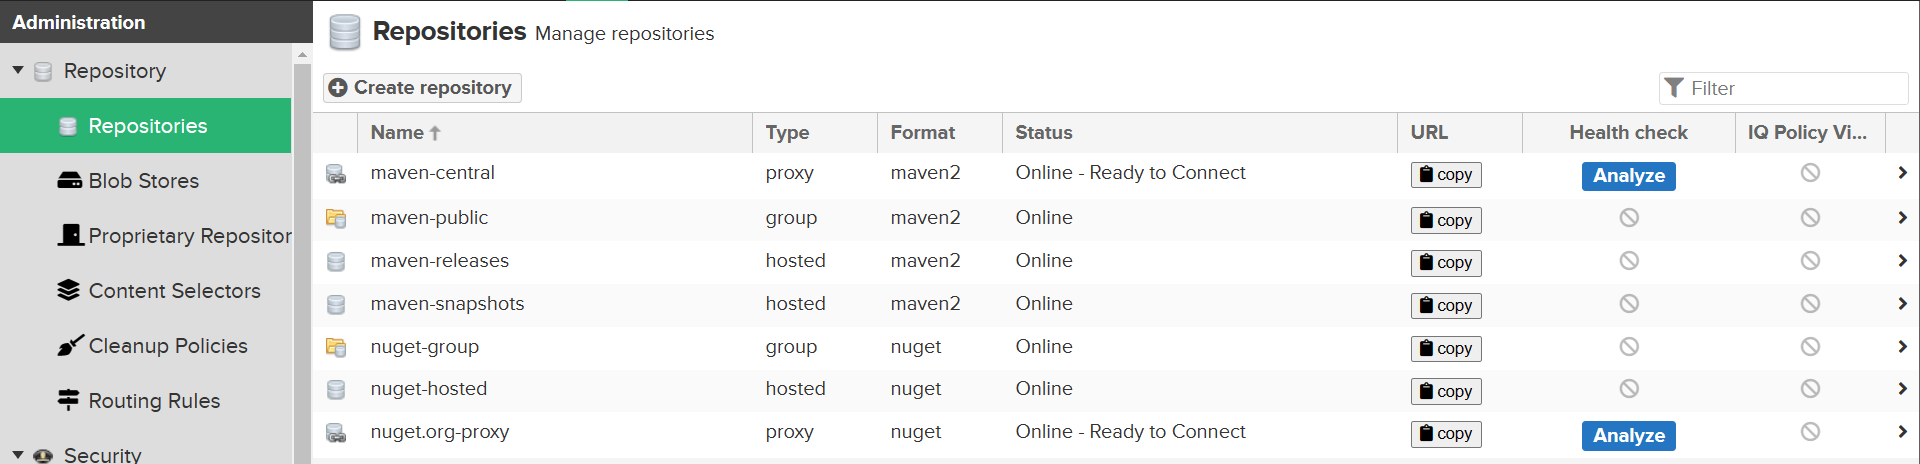 Administration
Repository
Repositories
Blob Stores
Proprietary Repositor
Content Selectors
Cleanup Policies
Routing Rules
Security
Repositories Manage repositories
Create repository
Filter
Name Type Format Status URL Health check IQ Policy Vi...
maven-central proxy maven2 Online - Ready to Connect copy Analyze
maven-public group maven2 Online copy
maven-releases hosted maven2 Online copy
maven-snapshots hosted maven2 Online copy
nuget-group group nuget Online copy
nuget-hosted hosted nuget Online copy
nuget.org-proxy proxy nuget Online - Ready to Connect copy Analyze